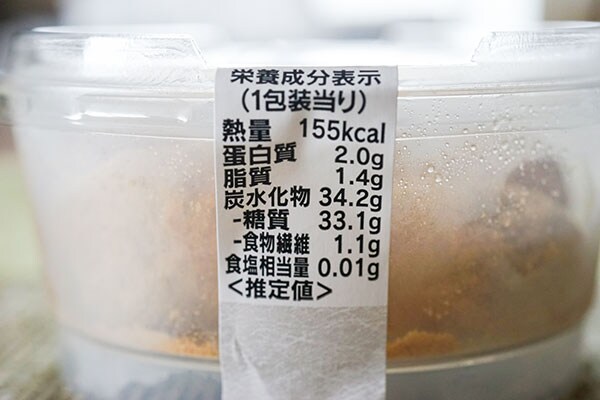 栄養成分表示
(1包装当り)
熱量 155kcal
蛋白質 2.0g
脂質 1.4g
炭水化物 34.2g
-糖質 33.1g
-食物繊維 1.1g
食塩相当量 0.01g
<推定値>